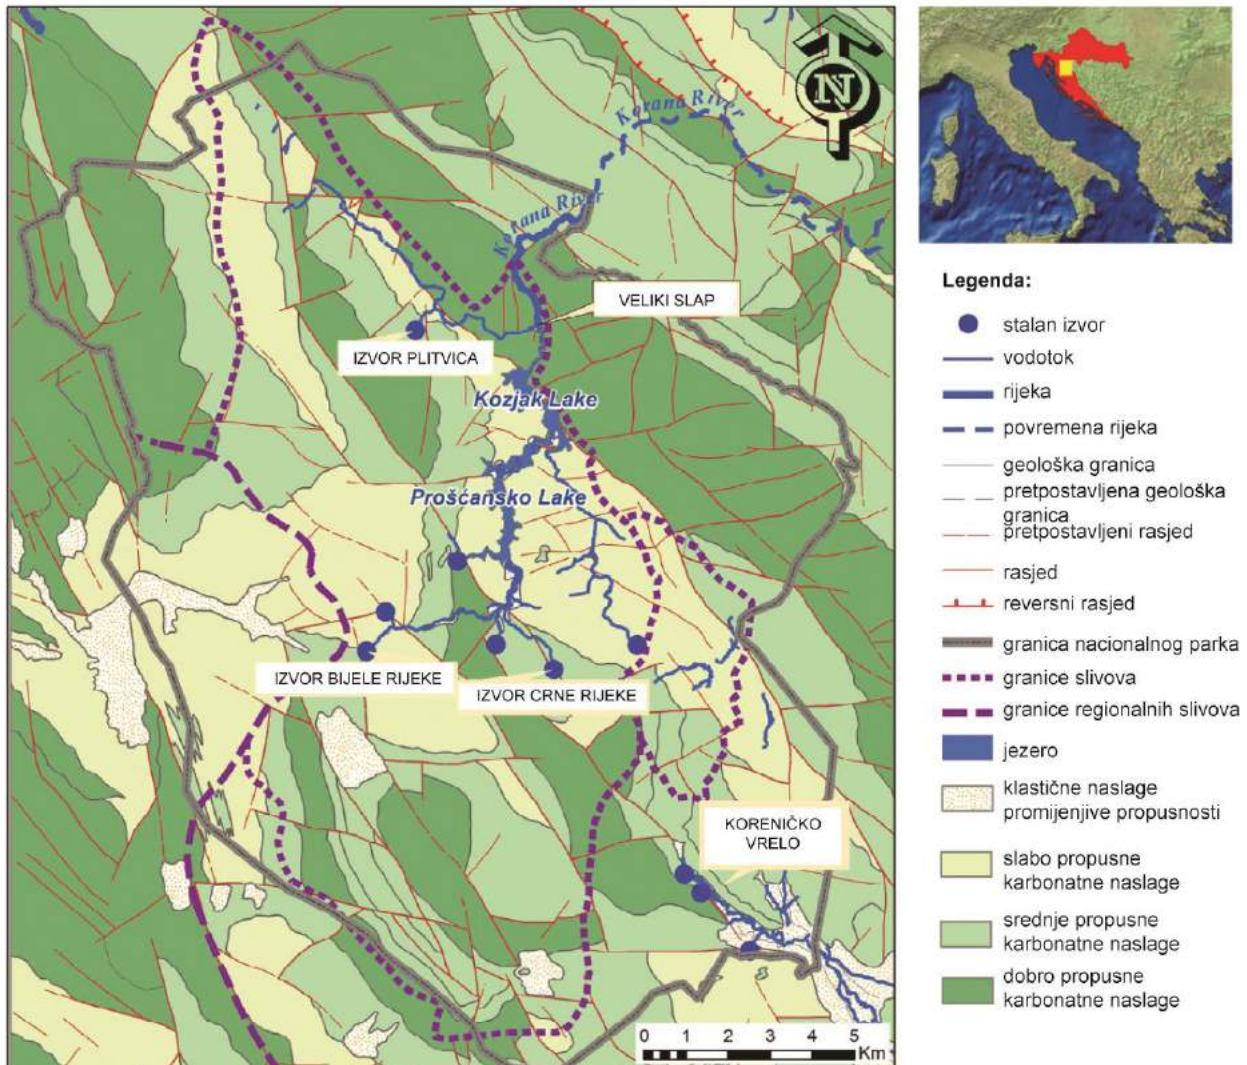 N
Korana River
Korana River
Korana River
VELIKI SLAP
IZVOR PLITVICA
Kozjak Lake
Prošćansko Lake
IZVOR BIJELE RIJEKE
IZVOR CRNE RIJEKE
KORENIČKO
VRELO
0 1 2 3 4 5
Km
Legenda:
stalan izvor
vodotok
rijeka
povremena rijeka
geološka granica
pretpostavljena geološka
granica
pretpostavljeni rasjed
rasjed
reversni rasjed
granica nacionalnog parka
granice slivova
granice regionalnih slivova
jezero
klastične naslage
promijenjive propusnosti
slabo propusne
karbonatne naslage
srednje propusne
karbonatne naslage
dobro propusne
karbonatne naslage